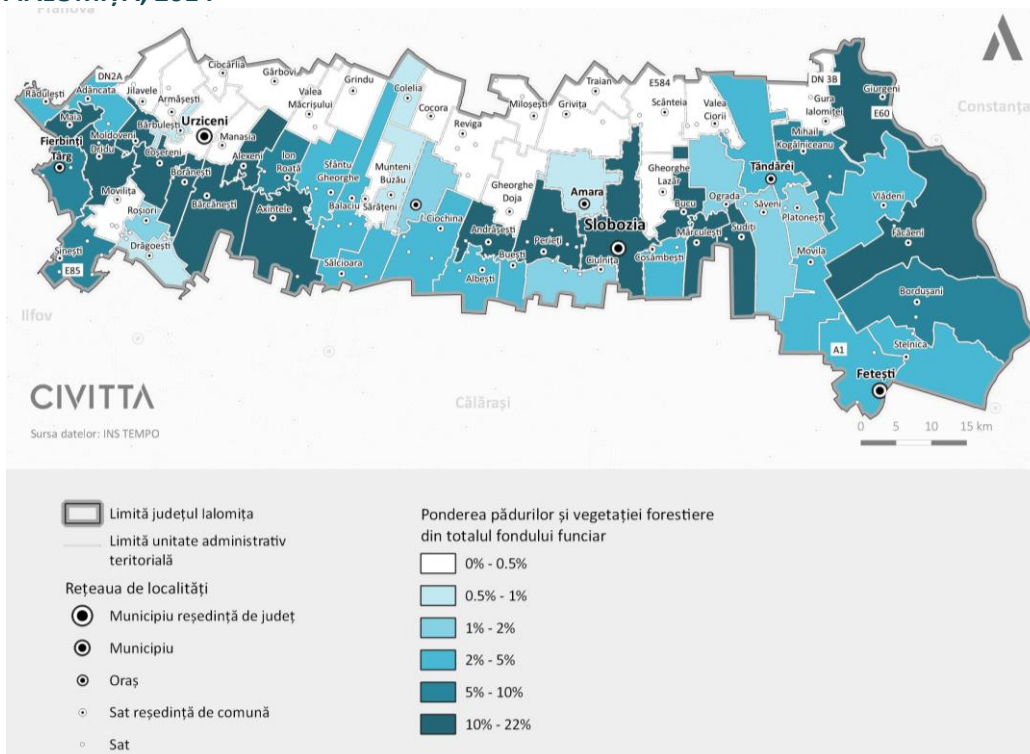 Prahova
DN2A
Ciocârlia
Gârbovi
Grindu
Rădulești
Adâncata
Jilavele
Armășești
Valea
Măcrișului
Colelia
Cocora
Reviga
Miloșești
Traian
Grivița
E584
Scânteia
Valea
Ciorii
DN 3B
Gura
Ialomiței
Giurgeni
E60
Constanța
Maia
Bărbulești
Urziceni
Manasia
Fierbinți
Târg
Moldoveni
Dridu
Coșereni
Borănești
Alexeni
Ion
Roată
Sfântu
Gheorghe
Munteni
Buzău
Gheorghe
Doja
Amara
Gheorghe
Lazăr
Țăndărei
Mihail
Kogălniceanu
Movilița
Roșiori
Bărcănești
Axintele
Balaciu
Sărățeni
Ciochina
Andrășești
Perieți
Slobozia
Bucu
Ograda
Săveni
Platonești
Vlădeni
Făcăeni
Sinești
E85
Drăgoești
Sălcioara
Albești
Buești
Ciulnița
Cosâmbești
Mărculești
Sudiți
Movila
Bordușani
Ilfov
A1
Stelnica
Fetești
CIVITTA
Călărași
Sursa datelor: INS TEMPO
0 5 10 15 km
Limită județul Ialomița
Limită unitate administrativ
teritorială
Rețeaua de localități
Municipiu reședință de județ
Municipiu
Oraș
Sat reședință de comună
Sat
Ponderea pădurilor și vegetației forestiere
din totalul fondului funciar
0% - 0.5%
0.5% - 1%
1% - 2%
2% - 5%
5% - 10%
10% - 22%